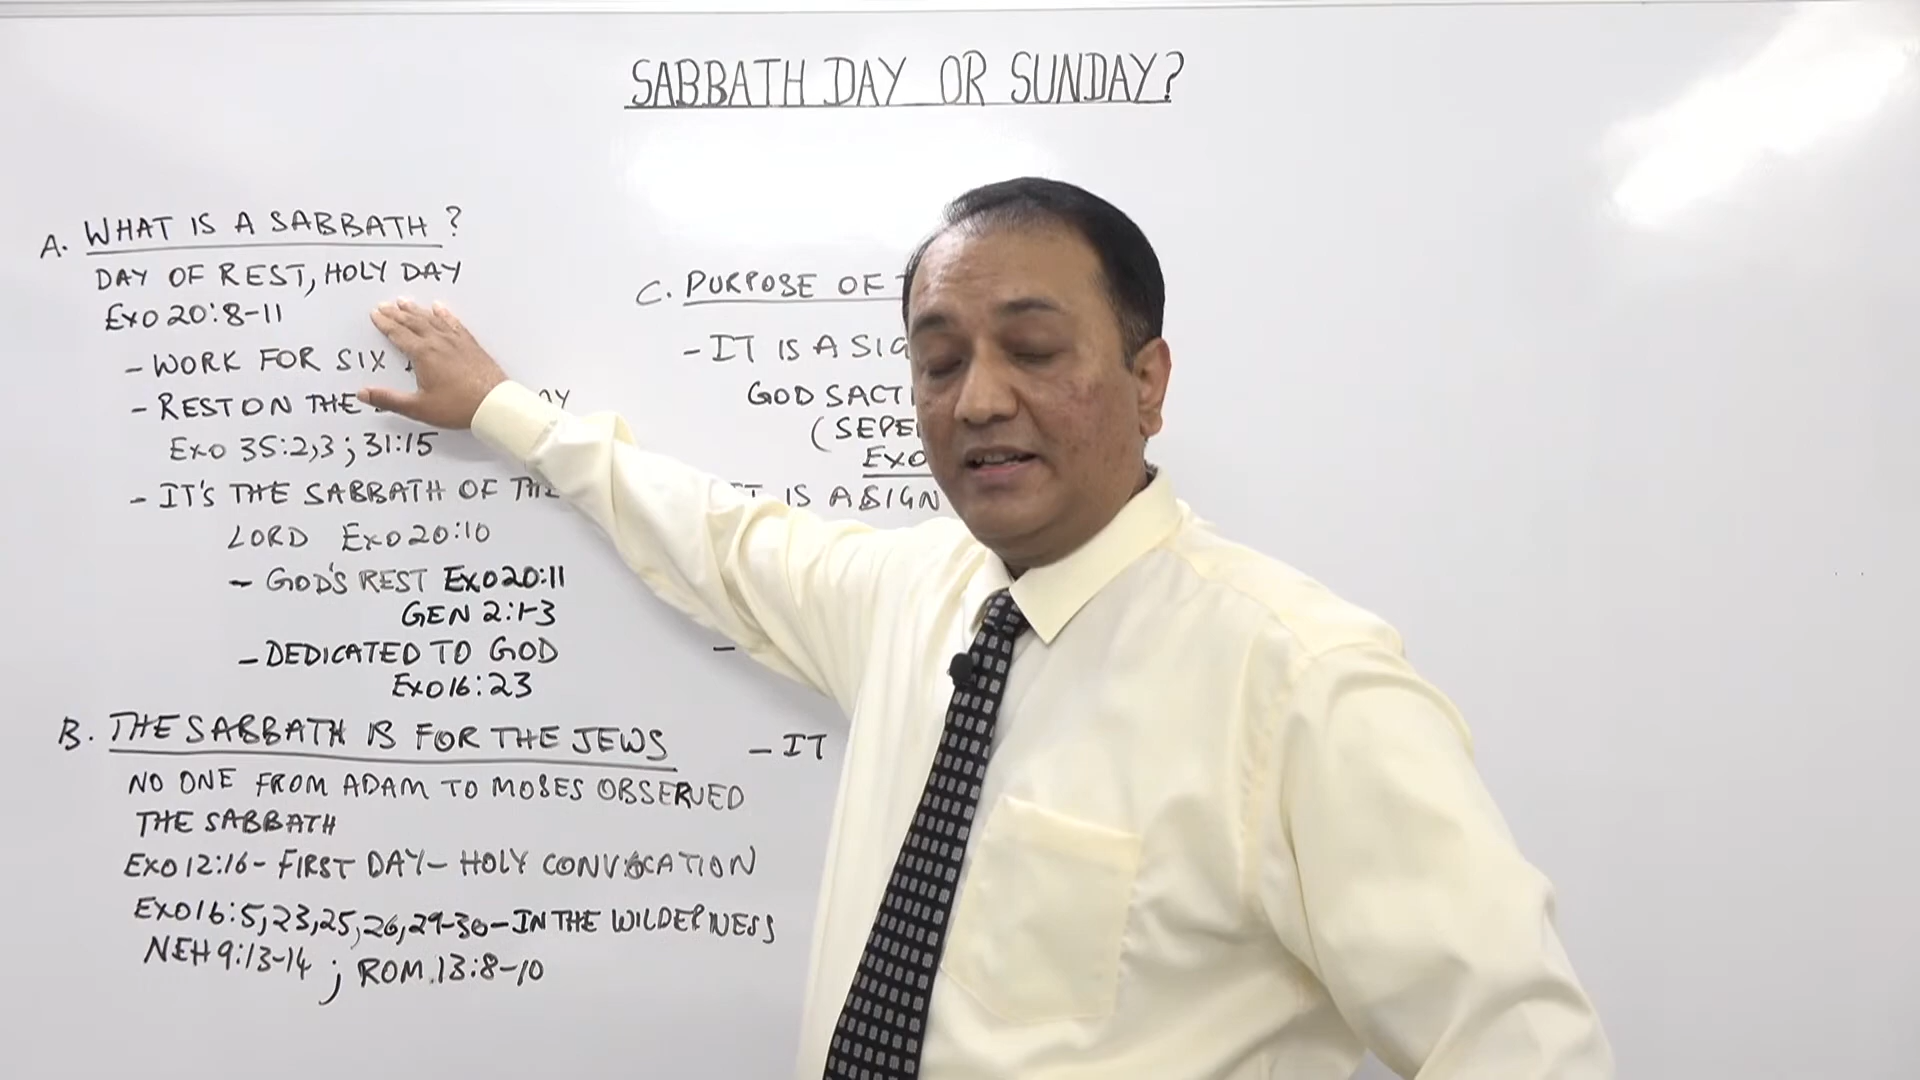 SABBATH DAY OR SUNDAY?
A. WHAT IS A SABBATH?
DAY OF REST, HOLY DAY
EXO 20:8-11
- WORK FOR SIX
- REST ON THE
EXO 35:2,3; 31:15
- IT'S THE SABBATH OF THE
LORD EXO 20:10
- GOD'S REST EXO 20:11
GEN 2:1-3
- DEDICATED TO GOD
EXO 16:23
B. THE SABBATH IS FOR THE JEWS
NO ONE FROM ADAM TO MOSES OBSERVED
THE SABBATH
EXO 12:16 - FIRST DAY - HOLY CONVOCATION
EXO 16:5,23,25,26,29-30 - IN THE WILDERNESS
NEH 9:13-14; ROM. 13:8-10
C. PURPOSE OF
- IT IS A SIG
GOD SACTI
(SEPE
EXO
IT IS A SIGN
-
- IT